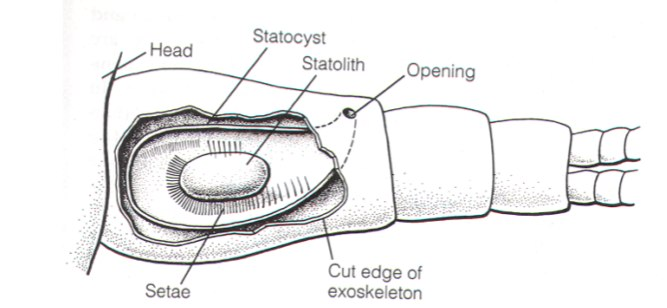 Head
Statocyst
Statolith
Opening
Setae
Cut edge of
exoskeleton